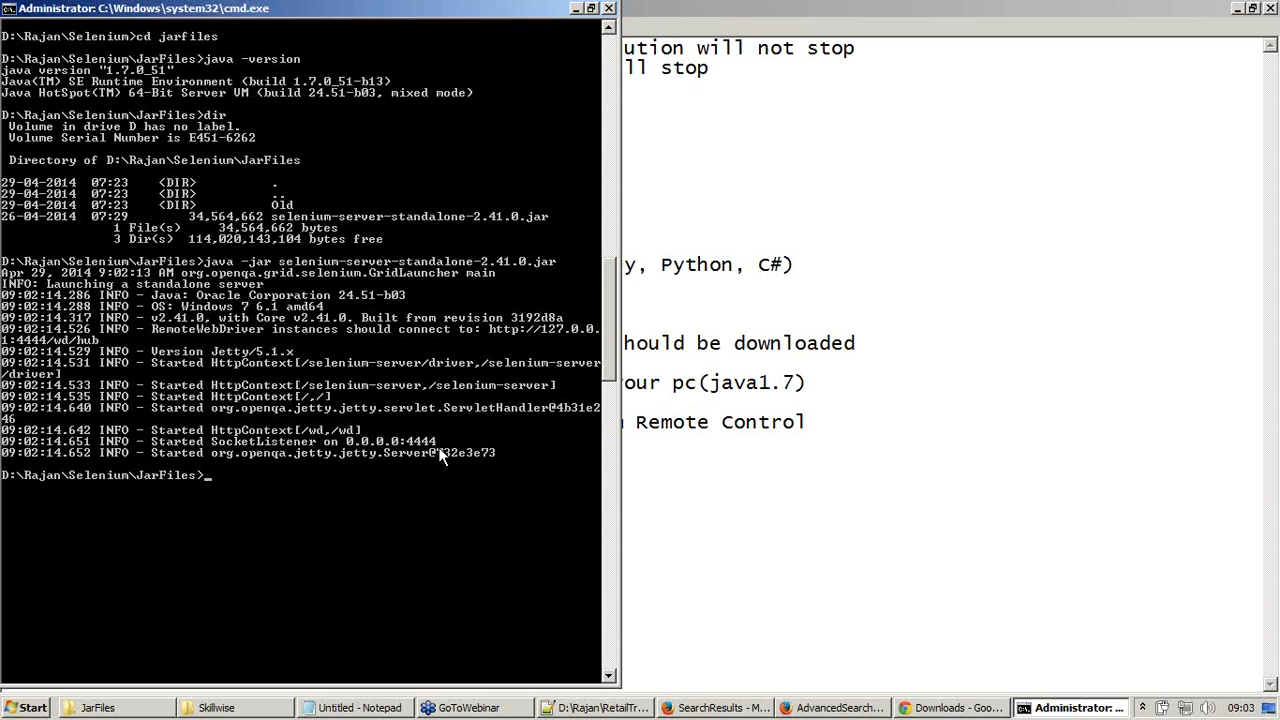 Administrator: C:\Windows\system32\cmd.exe
D:\Rajan\Selenium>cd jarfiles
D:\Rajan\Selenium\JarFiles>java -version
java version "1.7.0_51"
Java(TM) SE Runtime Environment (build 1.7.0_51-b13)
Java HotSpot(TM) 64-Bit Server VM (build 24.51-b03, mixed mode)
D:\Rajan\Selenium\JarFiles>dir
Volume in drive D has no label.
Volume Serial Number is E451-6262
Directory of D:\Rajan\Selenium\JarFiles
29-04-2014  07:23    <DIR>          .
29-04-2014  07:23    <DIR>          ..
29-04-2014  07:23    <DIR>          Old
26-04-2014  07:29        34,564,662 selenium-server-standalone-2.41.0.jar
1 File(s)     34,564,662 bytes
3 Dir(s)  114,020,143,104 bytes free
D:\Rajan\Selenium\JarFiles>java -jar selenium-server-standalone-2.41.0.jar
Apr 29, 2014 9:02:13 AM org.openqa.grid.selenium.GridLauncher main
INFO: Launching a standalone server
09:02:14.286 INFO - Java: Oracle Corporation 24.51-b03
09:02:14.288 INFO - OS: Windows 7 6.1 amd64
09:02:14.317 INFO - v2.41.0, with Core v2.41.0. Built from revision 3192d8a
09:02:14.526 INFO - RemoteWebDriver instances should connect to: http://127.0.0.
1:4444/wd/hub
09:02:14.529 INFO - Version Jetty/5.1.x
09:02:14.531 INFO - Started HttpContext[/selenium-server/driver,/selenium-server
/driver]
09:02:14.533 INFO - Started HttpContext[/selenium-server,/selenium-server]
09:02:14.535 INFO - Started HttpContext[/,/]
09:02:14.640 INFO - Started org.openqa.jetty.jetty.servlet.ServletHandler@4b31e2
46
09:02:14.642 INFO - Started HttpContext[/wd,/wd]
09:02:14.651 INFO - Started SocketListener on 0.0.0.0:4444
09:02:14.652 INFO - Started
D:\Rajan\Selenium\JarFiles>_
ution will not stop
ll stop
y, Python, C#)
hould be downloaded
our pc(java1.7)
Remote Control
Start
JarFiles
Skillwise
Untitled - Notepad
GoToWebinar
D:\Rajan\RetailTr...
SearchResults - M...
AdvancedSearch...
Downloads - Goo...
Administrator: ...
09:03